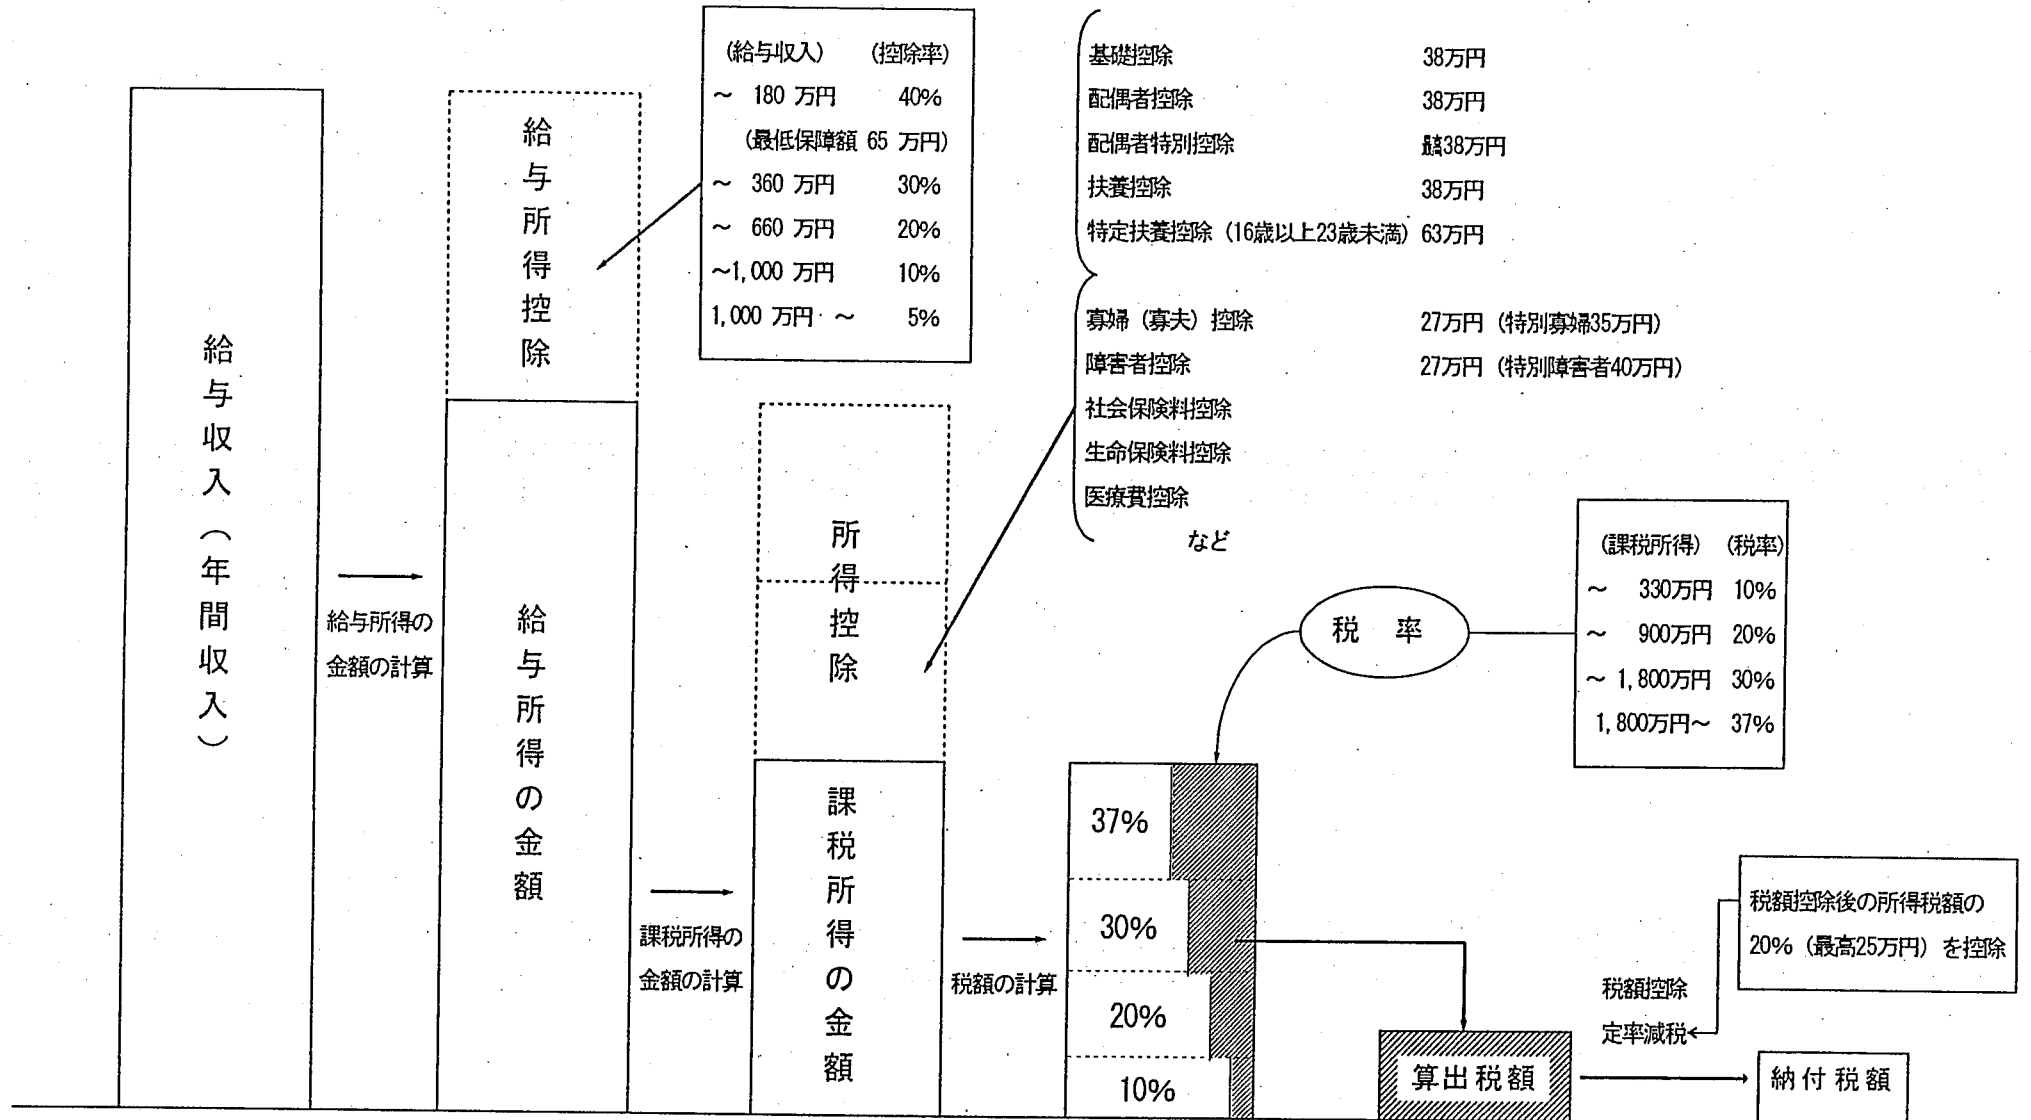 給与収入（年間収入）
給与所得の
金額の計算
給与所得控除
給与所得の金額
(給与収入) (控除率)
～ 180 万円 40%
(最低保障額 65 万円)
～ 360 万円 30%
～ 660 万円 20%
～1,000 万円 10%
1,000 万円 ～ 5%
課税所得の
金額の計算
所得控除
課税所得の金額
基礎控除 38万円
配偶者控除 38万円
配偶者特別控除 最高38万円
扶養控除 38万円
特定扶養控除（16歳以上23歳未満）63万円
寡婦（寡夫）控除 27万円（特別寡婦35万円）
障害者控除 27万円（特別障害者40万円）
社会保険料控除
生命保険料控除
医療費控除
など
税額の計算
税 率
(課税所得) (税率)
～ 330万円 10%
～ 900万円 20%
～ 1,800万円 30%
1,800万円～ 37%
37%
30%
20%
10%
算出税額
税額控除
定率減税
税額控除後の所得税額の
20%（最高25万円）を控除
納付税額